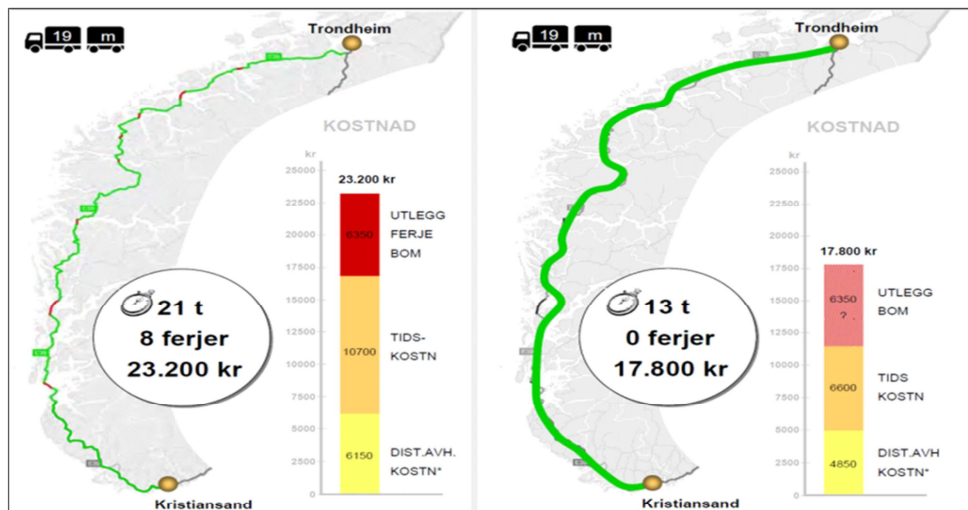 19 m
Trondheim
KOSTNAD
kr
25000
23.200 kr
22500
20000
17500
15000
12500
10000
7500
5000
2500
0
6350
UTLEGG
FERJE
BOM
10700
TIDS-
KOSTN
6150
DIST.AVH.
KOSTN*
21 t
8 ferjer
23.200 kr
Kristiansand
19 m
Trondheim
KOSTNAD
kr
25000
22500
20000
17.800 kr
17500
15000
12500
10000
7500
5000
2500
0
6350
?
UTLEGG
BOM
6600
TIDS
KOSTN
4850
DIST.AVH
KOSTN*
13 t
0 ferjer
17.800 kr
Kristiansand